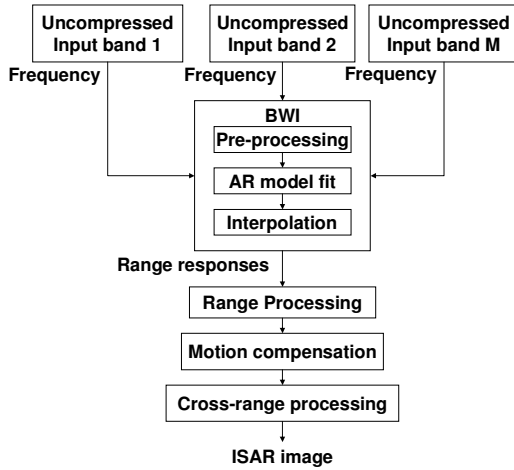 Uncompressed
Input band 1
Uncompressed
Input band 2
Uncompressed
Input band M
Frequency
Frequency
Frequency
BWI
Pre-processing
AR model fit
Interpolation
Range responses
Range Processing
Motion compensation
Cross-range processing
ISAR image